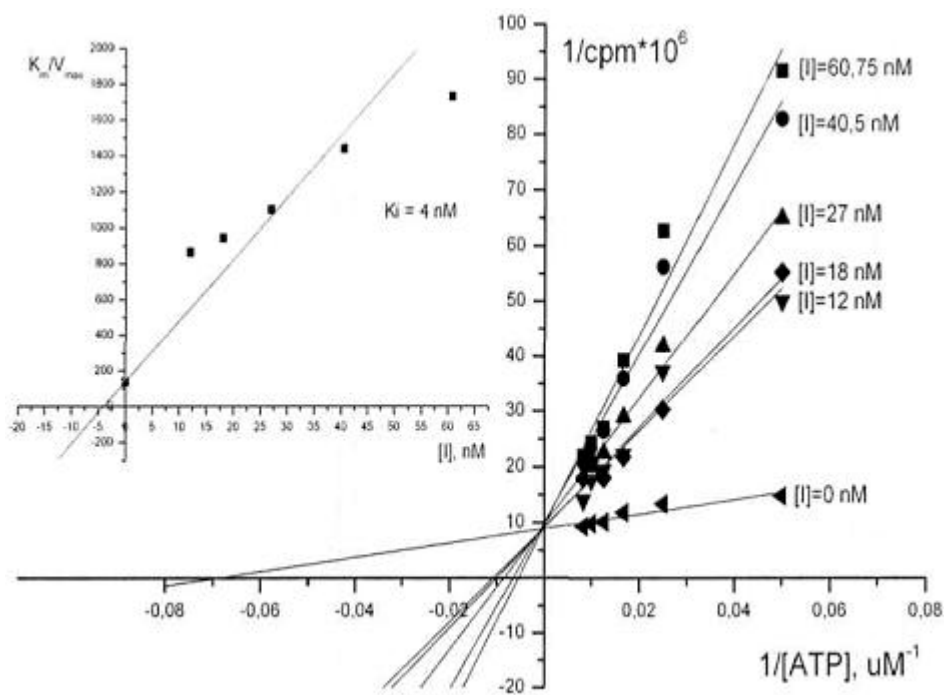 K_m/V_max
2000
1800
1600
1400
1200
1000
800
600
400
200
0
-200
-20 -15 -10 -5 0 5 10 15 20 25 30 35 40 45 50 55 60 65
[I], nM
Ki = 4 nM
1/cpm*10⁶
100
90
80
70
60
50
40
30
20
10
-10
-20
[I]=60,75 nM
[I]=40,5 nM
[I]=27 nM
[I]=18 nM
[I]=12 nM
[I]=0 nM
-0,08 -0,06 -0,04 -0,02 0,02 0,04 0,06 0,08
1/[ATP], uM⁻¹